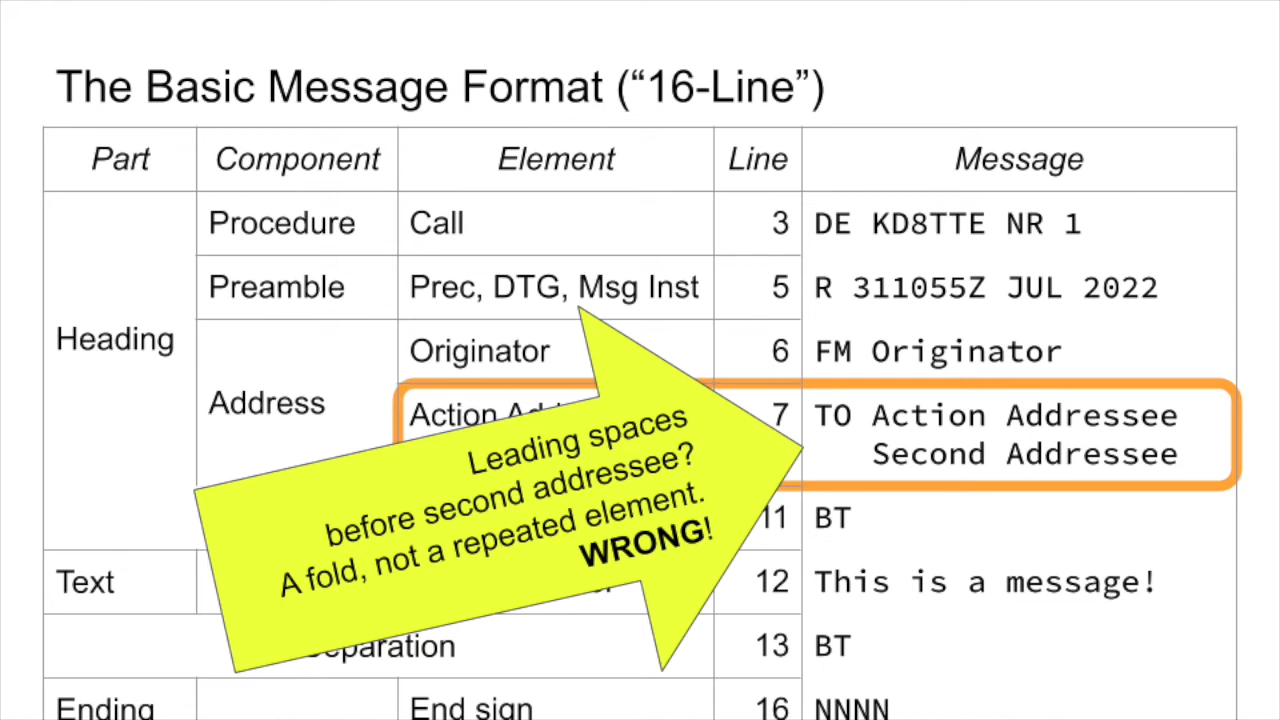 The Basic Message Format (“16-Line”)
Part Component Element Line Message
Procedure Call 3 DE KD8TTE NR 1
Preamble Prec, DTG, Msg Inst 5 R 311055Z JUL 2022
Heading
Originator 6 FM Originator
Address
Action 7 TO Action Addressee
Second Addressee
Leading spaces
before second addressee?
A fold, not a repeated element.
WRONG!
11 BT
Text 12 This is a message!
Separation 13 BT
Ending End sign 16 NNNN